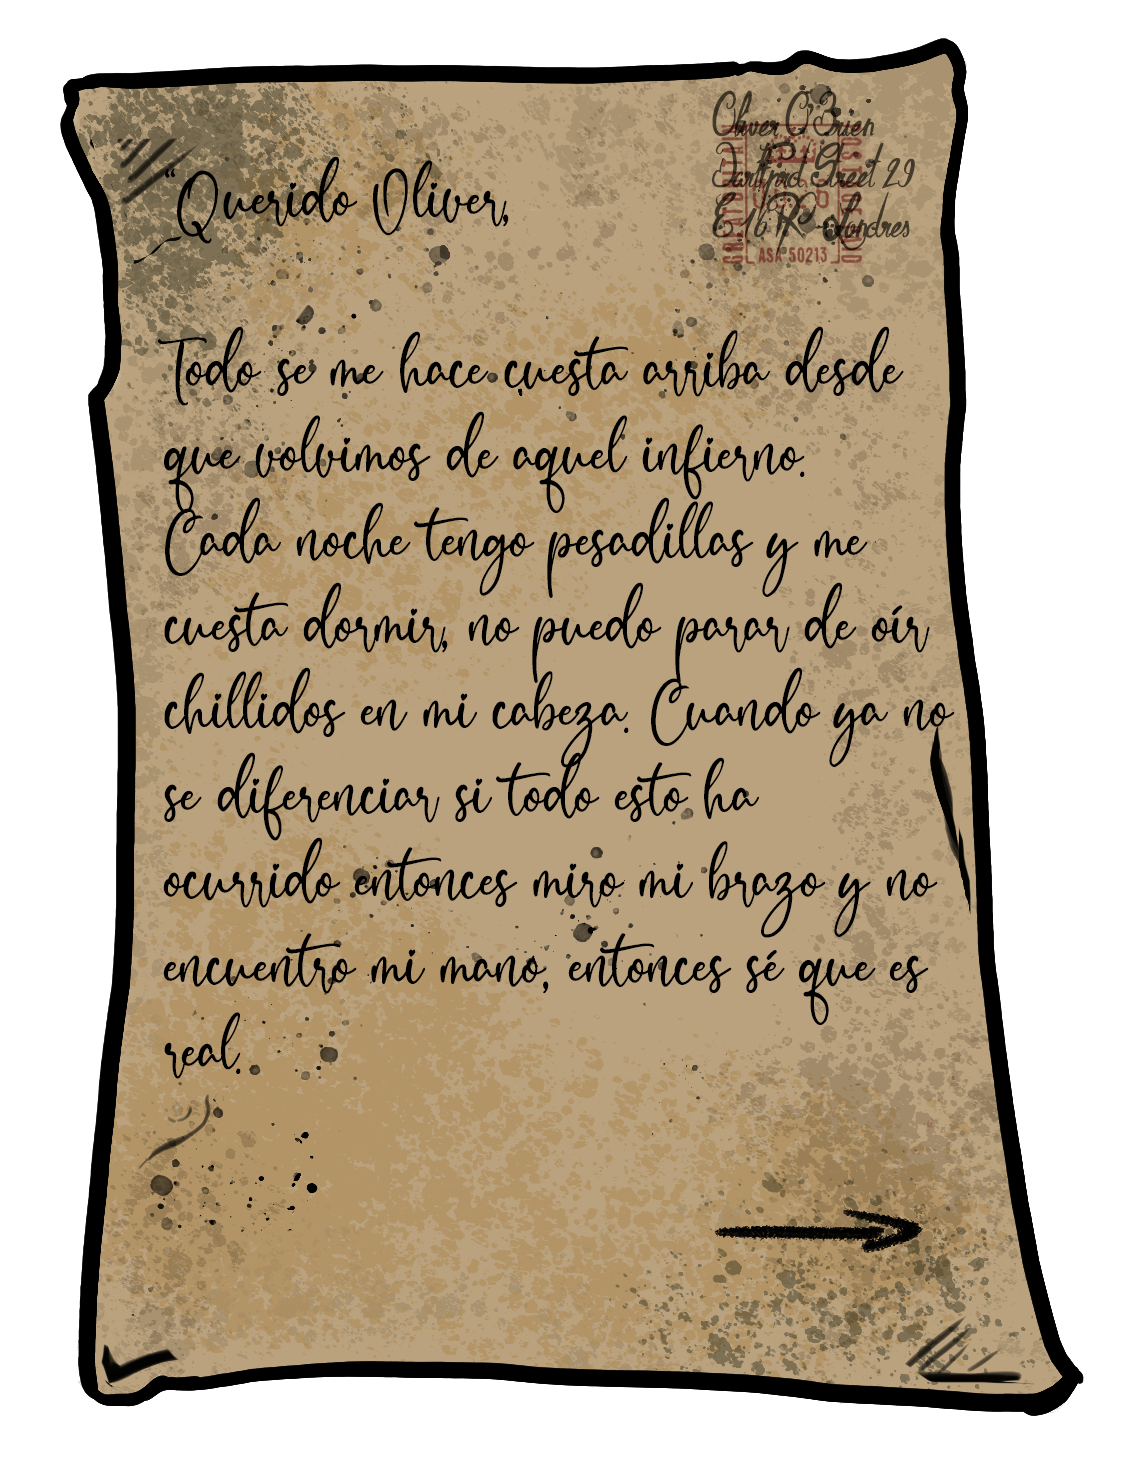 Oliver O'Brien
Street 29
E16 Londres
ASA 50213
"Querido Oliver,
Todo se me hace cuesta arriba desde
que volvimos de aquel infierno.
Cada noche tengo pesadillas y me
cuesta dormir, no puedo parar de oír
chillidos en mi cabeza. Cuando ya no
se diferenciar si todo esto ha
ocurrido entonces miro mi brazo y no
encuentro mi mano, entonces sé que es
real.